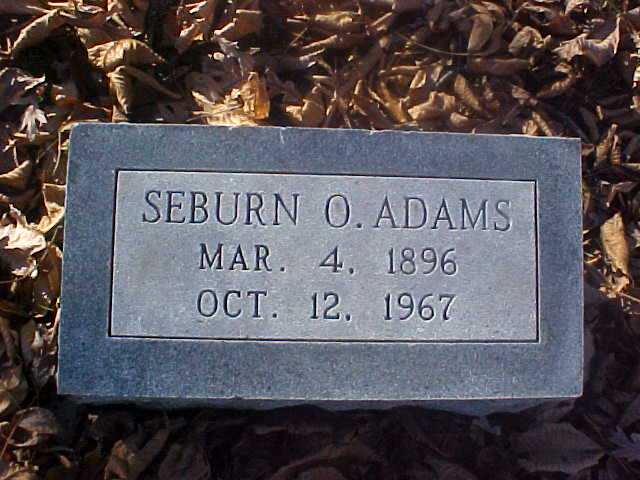 SEBURN O. ADAMS
MAR. 4, 1896
OCT. 12, 1967